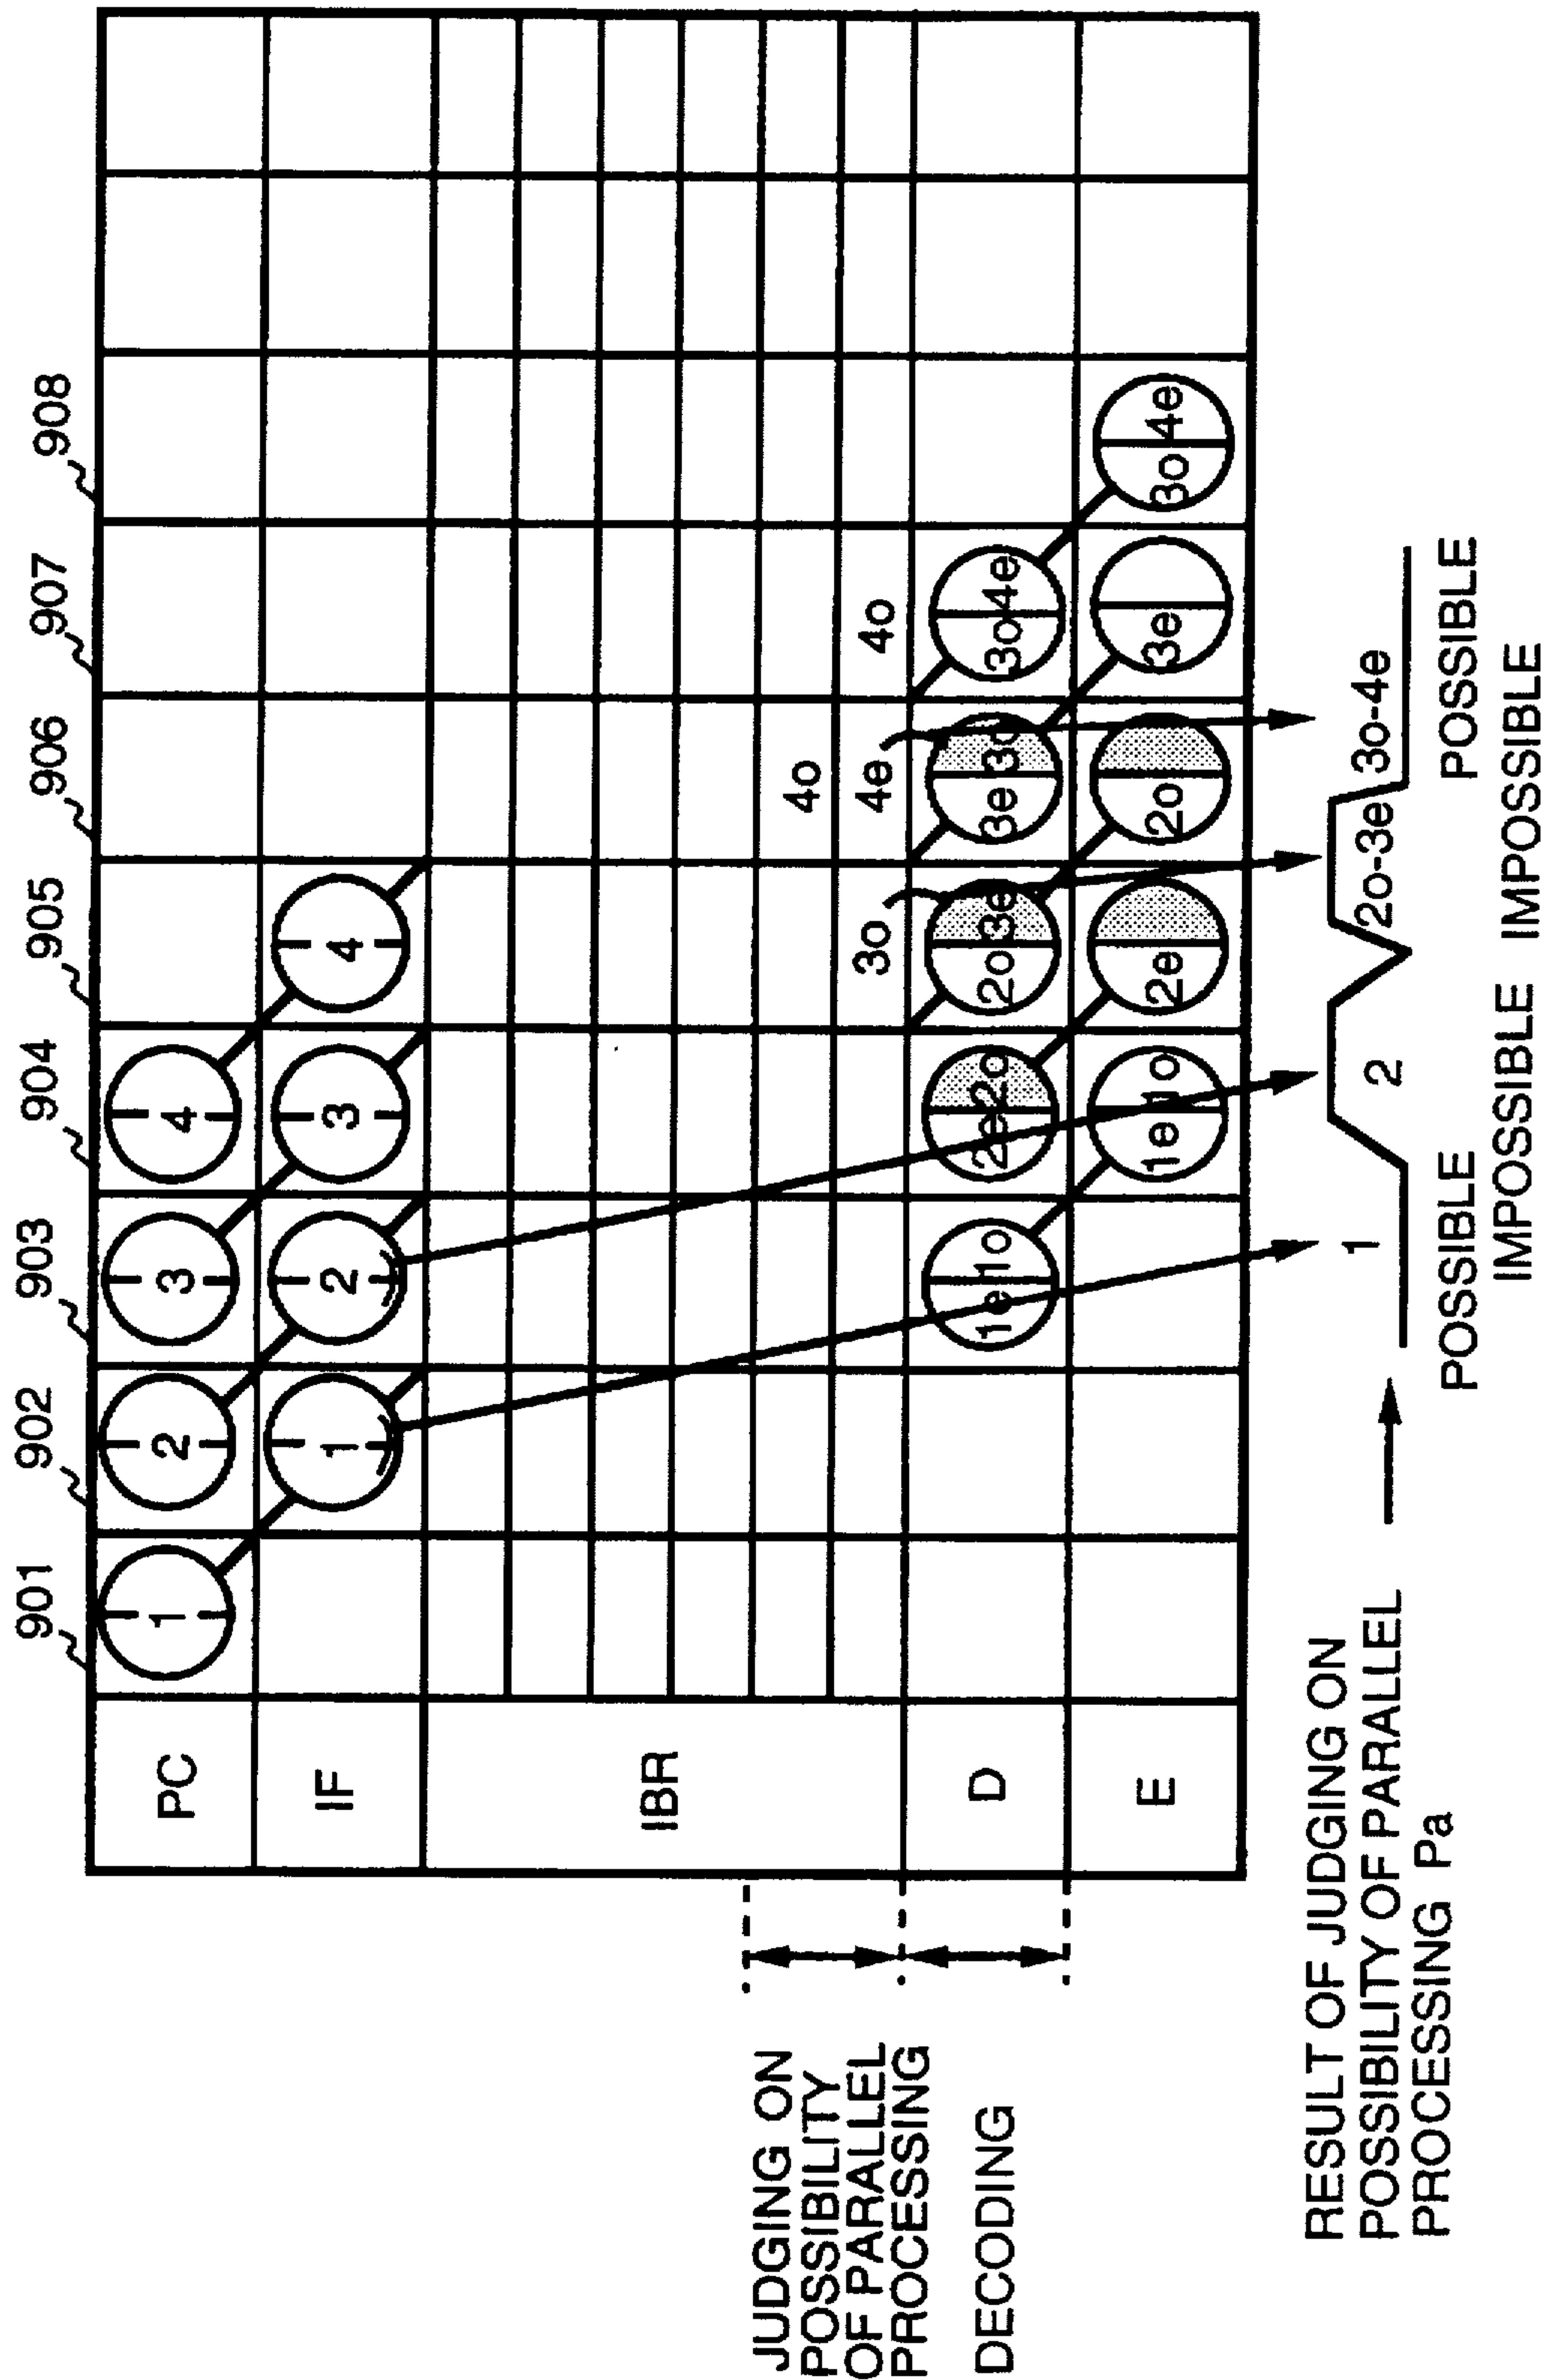 901 902 903 904 905 906 907 908
PC 1 2 3 4
IF 1 2 3 4
IBR
4o
3o 4e 4o
D 1e 1o 2e 2o 2o 3e 3e 3o 3o 4e
E 1e 1o 2e 2o 3e 3o 4e
JUDGING ON
POSSIBILITY
OF PARALLEL
PROCESSING
DECODING
RESULT OF JUDGING ON
POSSIBILITY OF PARALLEL
PROCESSING Pa
1 2 2o-3e 3o-4e
POSSIBLE POSSIBLE
IMPOSSIBLE IMPOSSIBLE